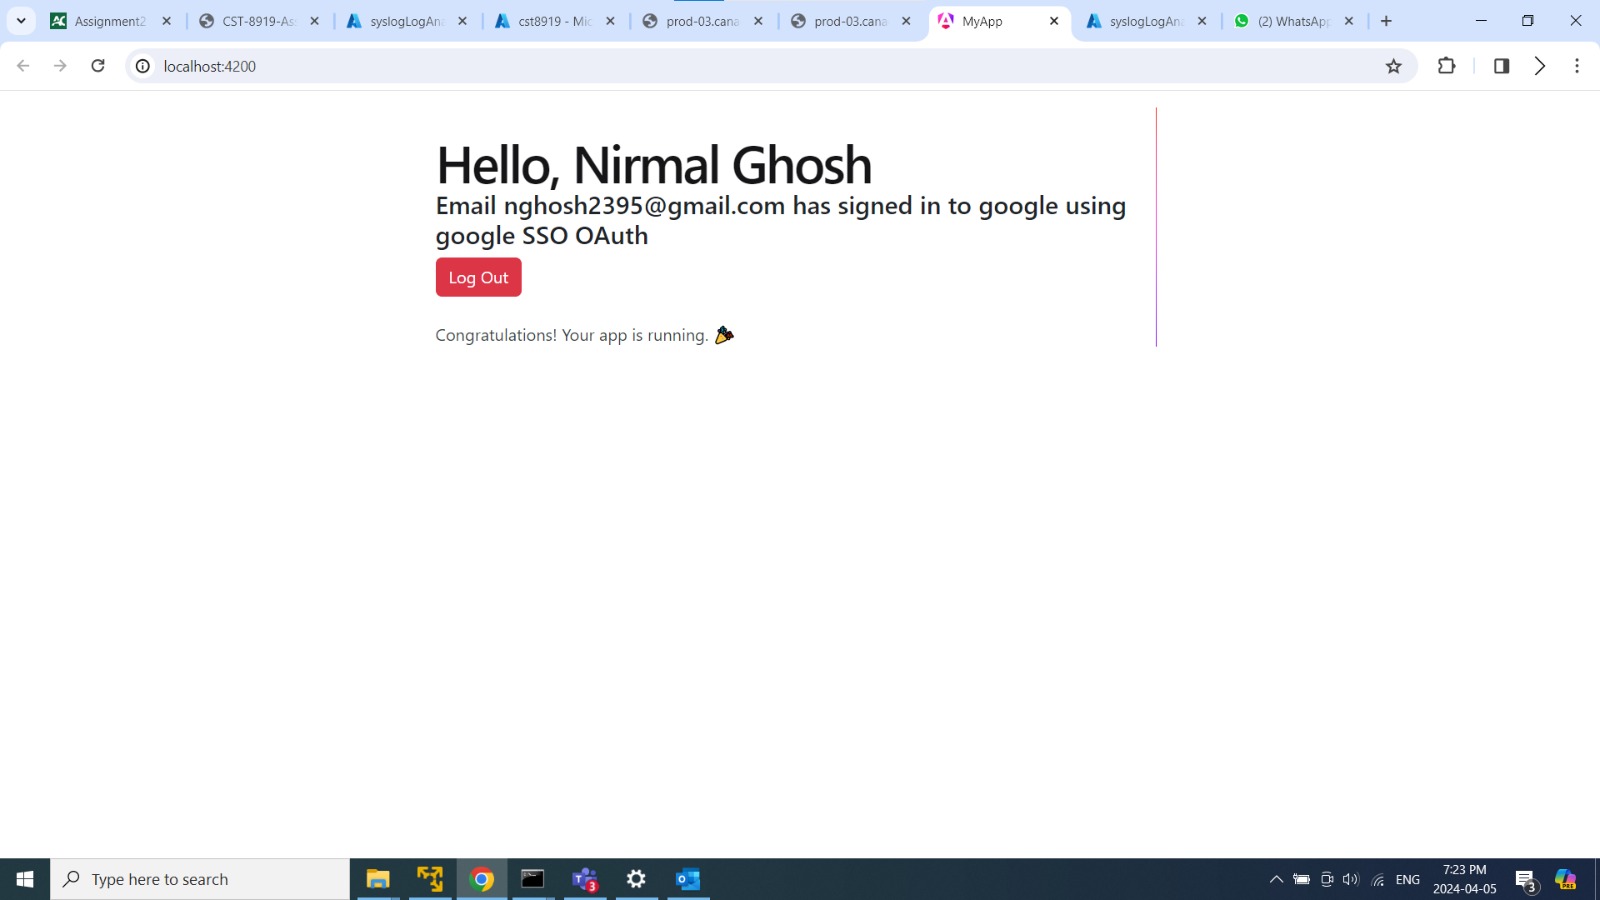 Assignment2
CST-8919-As
syslogLogAn
cst8919 - Mic
prod-03.cana
prod-03.cana
MyApp
syslogLogAn
(2) WhatsApp
localhost:4200
Hello, Nirmal Ghosh
Email nghosh2395@gmail.com has signed in to google using
google SSO OAuth
Log Out
Congratulations! Your app is running. 🎉
Type here to search
3
ENG
7:23 PM
2024-04-05
3
PRE